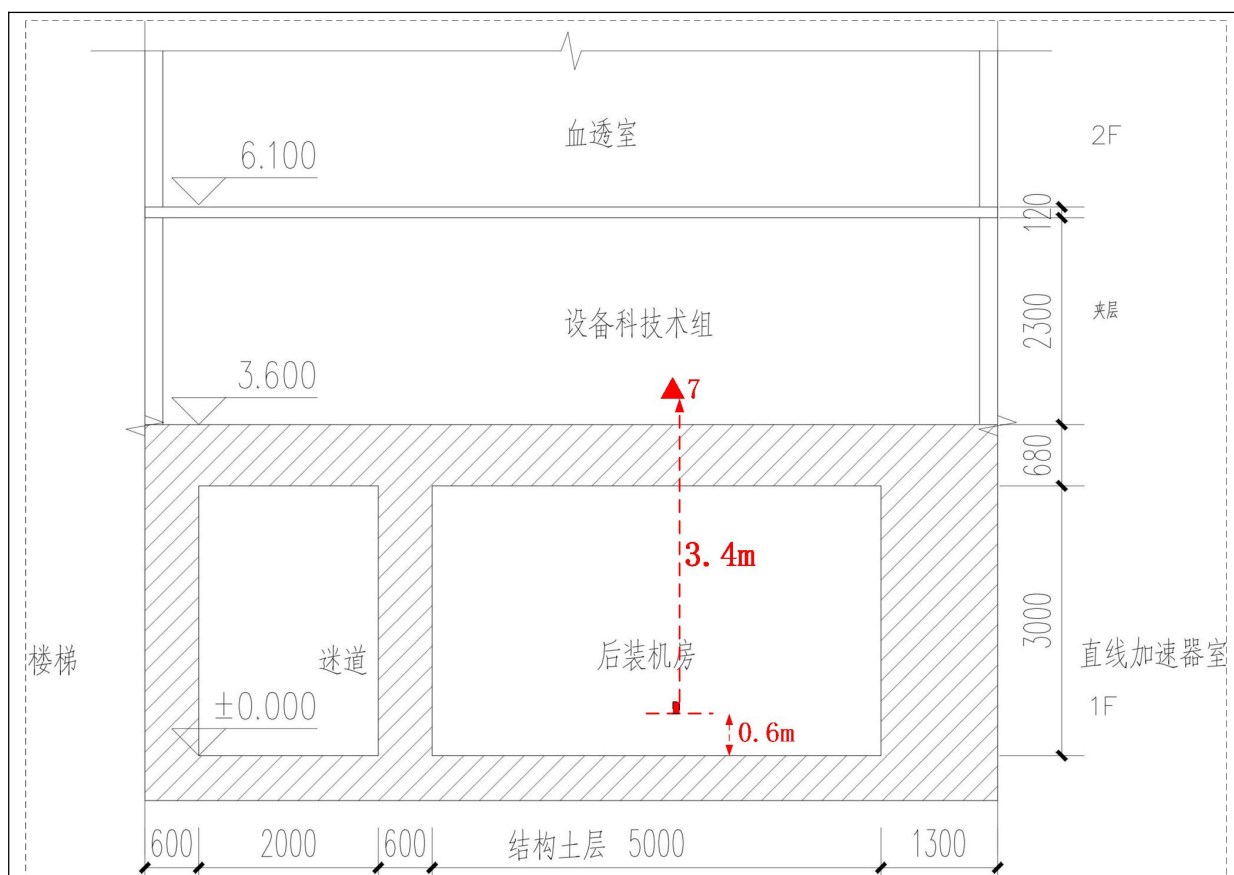 血透室
2F
6.100
120
设备科技术组
2300
夹层
3.600
7
680
3.4m
3000
楼梯
迷道
后装机房
直线加速器室
±0.000
1F
0.6m
600
2000
600
结构土层
5000
1300